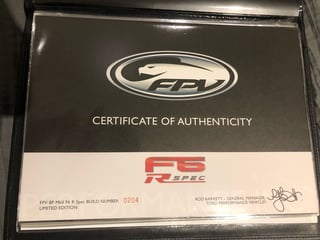 FPV
CERTIFICATE OF AUTHENTICITY
F6
R SPEC
FPV BF MkII F6 R Spec BUILD NUMBER 0204
LIMITED EDITION
ROD BARRETT - GENERAL MANAGER
FORD PERFORMANCE VEHICLES